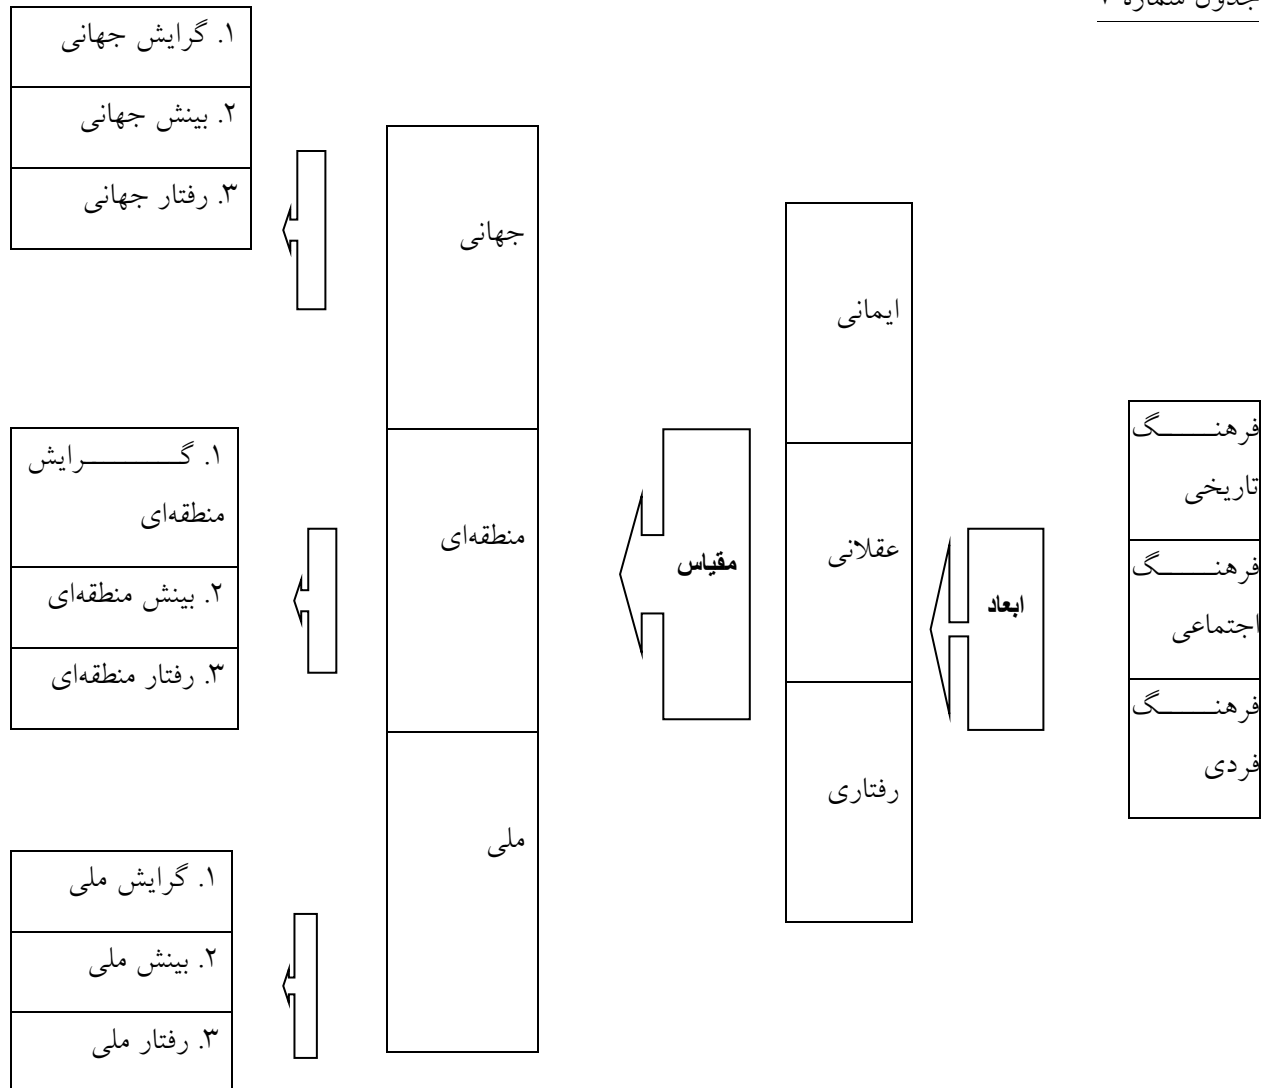 جدول شماره
فرهنگ
تاریخی
فرهنگ
اجتماعی
فرهنگ
فردی
ابعاد
ایمانی
عقلانی
رفتاری
مقیاس
جهانی
منطقه‌ای
ملی
۱. گرایش جهانی
۲. بینش جهانی
۳. رفتار جهانی
۱. گرایش
منطقه‌ای
۲. بینش منطقه‌ای
۳. رفتار منطقه‌ای
۱. گرایش ملی
۲. بینش ملی
۳. رفتار ملی